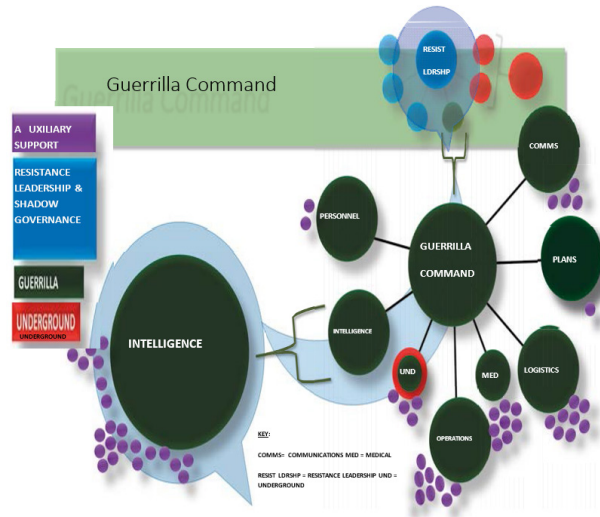 RESIST
LDRSHP
Guerrilla Command
Guerrilla Command
A UXILIARY
SUPPORT
RESISTANCE
LEADERSHIP &
SHADOW
GOVERNANCE
GUERRILLA
UNDERGROUND
UNDERGROUND
COMMS
PERSONNEL
GUERRILLA
COMMAND
PLANS
INTELLIGENCE
INTELLIGENCE
UND
MED
LOGISTICS
OPERATIONS
KEY:
COMMS= COMMUNICATIONS MED = MEDICAL
RESIST LDRSHP = RESISTANCE LEADERSHIP UND =
UNDERGROUND